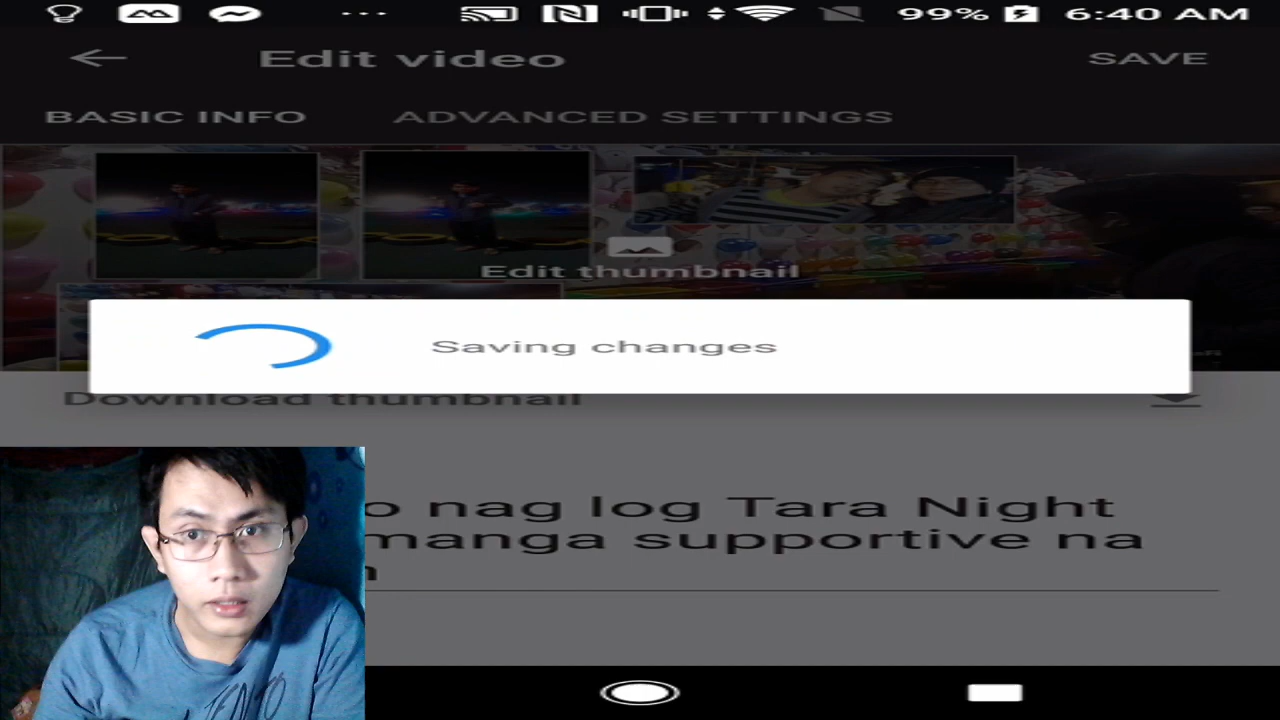 99% 6:40 AM
Edit video SAVE
BASIC INFO ADVANCED SETTINGS
Edit thumbnail
Saving changes
Download thumbnail
o nag log Tara Night
manga supportive na